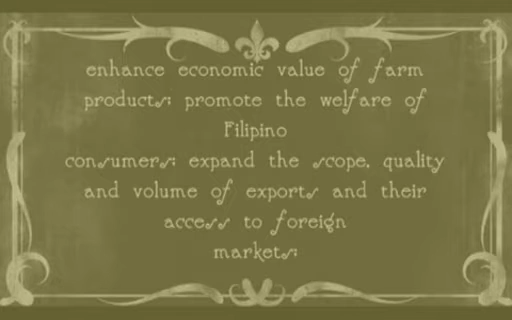 enhance economic value of farm
products; promote the welfare of
Filipino
consumers; expand the scope, quality
and volume of exports and their
access to foreign
markets;